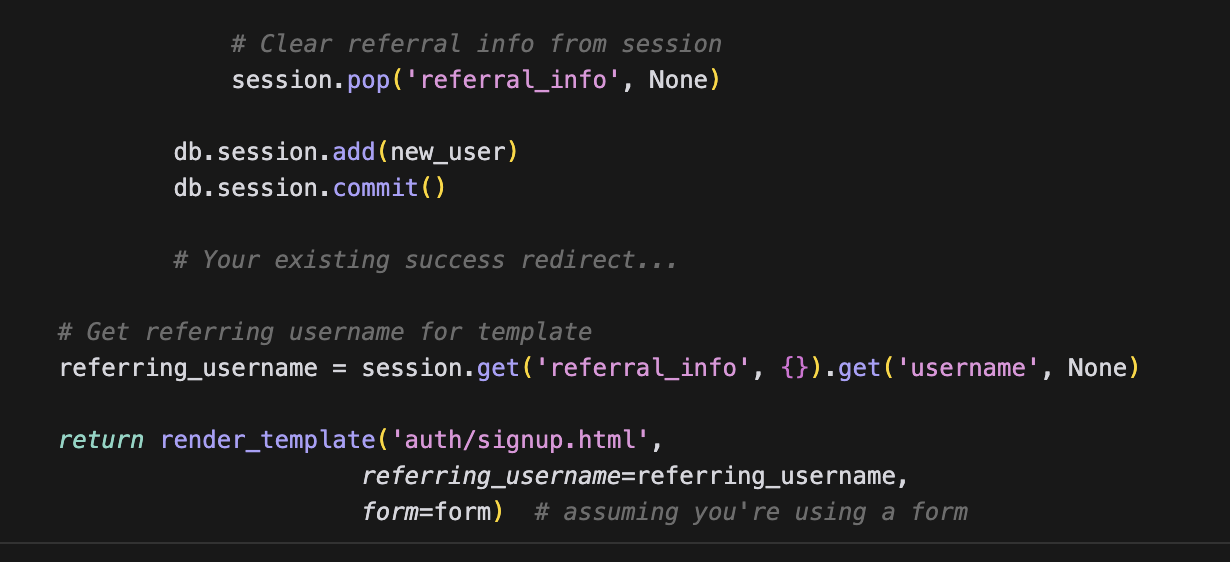 # Clear referral info from session
session.pop('referral_info', None)
db.session.add(new_user)
db.session.commit()
# Your existing success redirect...
# Get referring username for template
referring_username = session.get('referral_info', {}).get('username', None)
return render_template('auth/signup.html',
referring_username=referring_username,
form=form)  # assuming you're using a form